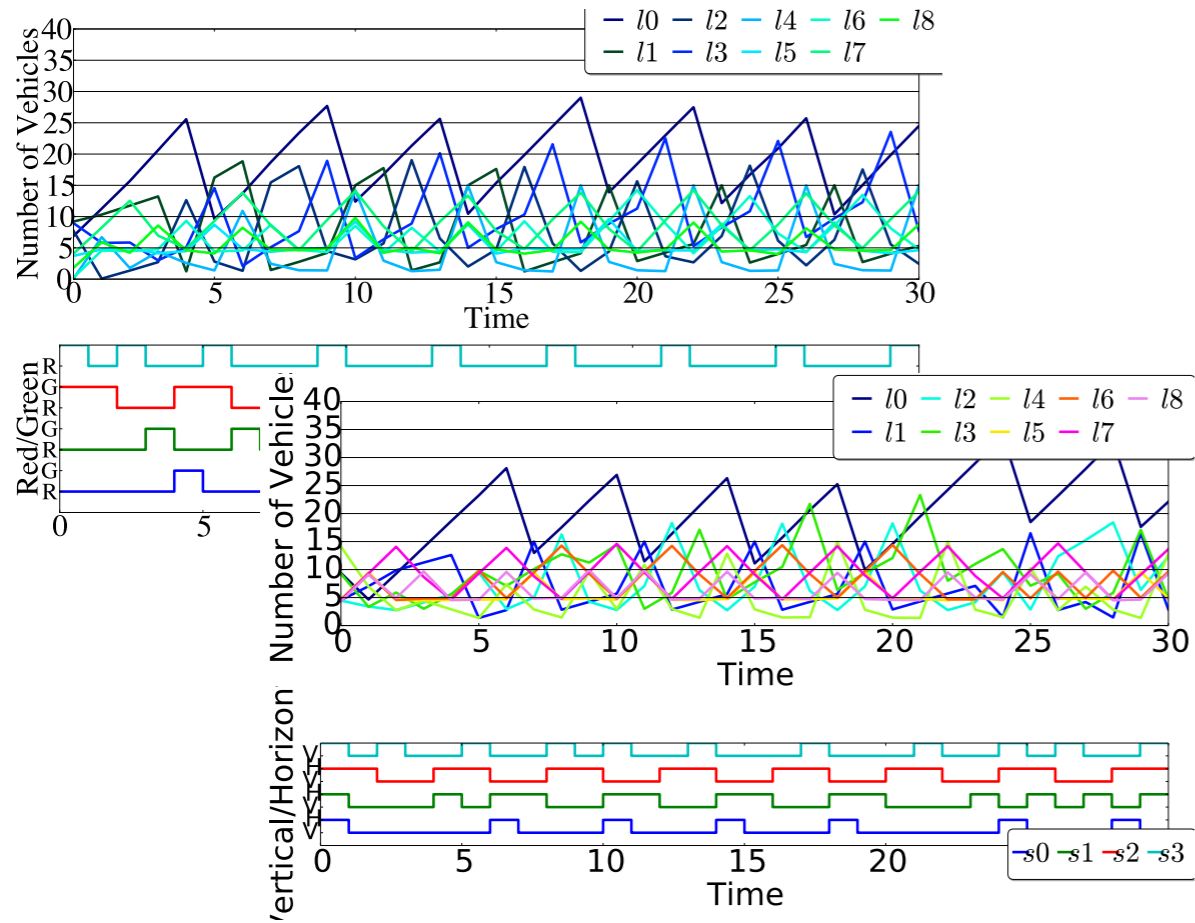 l0 l2 l4 l6 l8
l1 l3 l5 l7
Number of Vehicles
40
35
30
25
20
15
10
5
0
0 5 10 15 20 25 30
Time
Red/Green
R
G
R
G
R
G
R
0 5
l0 l2 l4 l6 l8
l1 l3 l5 l7
Number of Vehicles
40
35
30
25
20
15
10
5
0
0 5 10 15 20 25 30
Time
Vertical/Horizon
V
H
V
H
V
H
V
0 5 10 15 20
s0 s1 s2 s3
Time